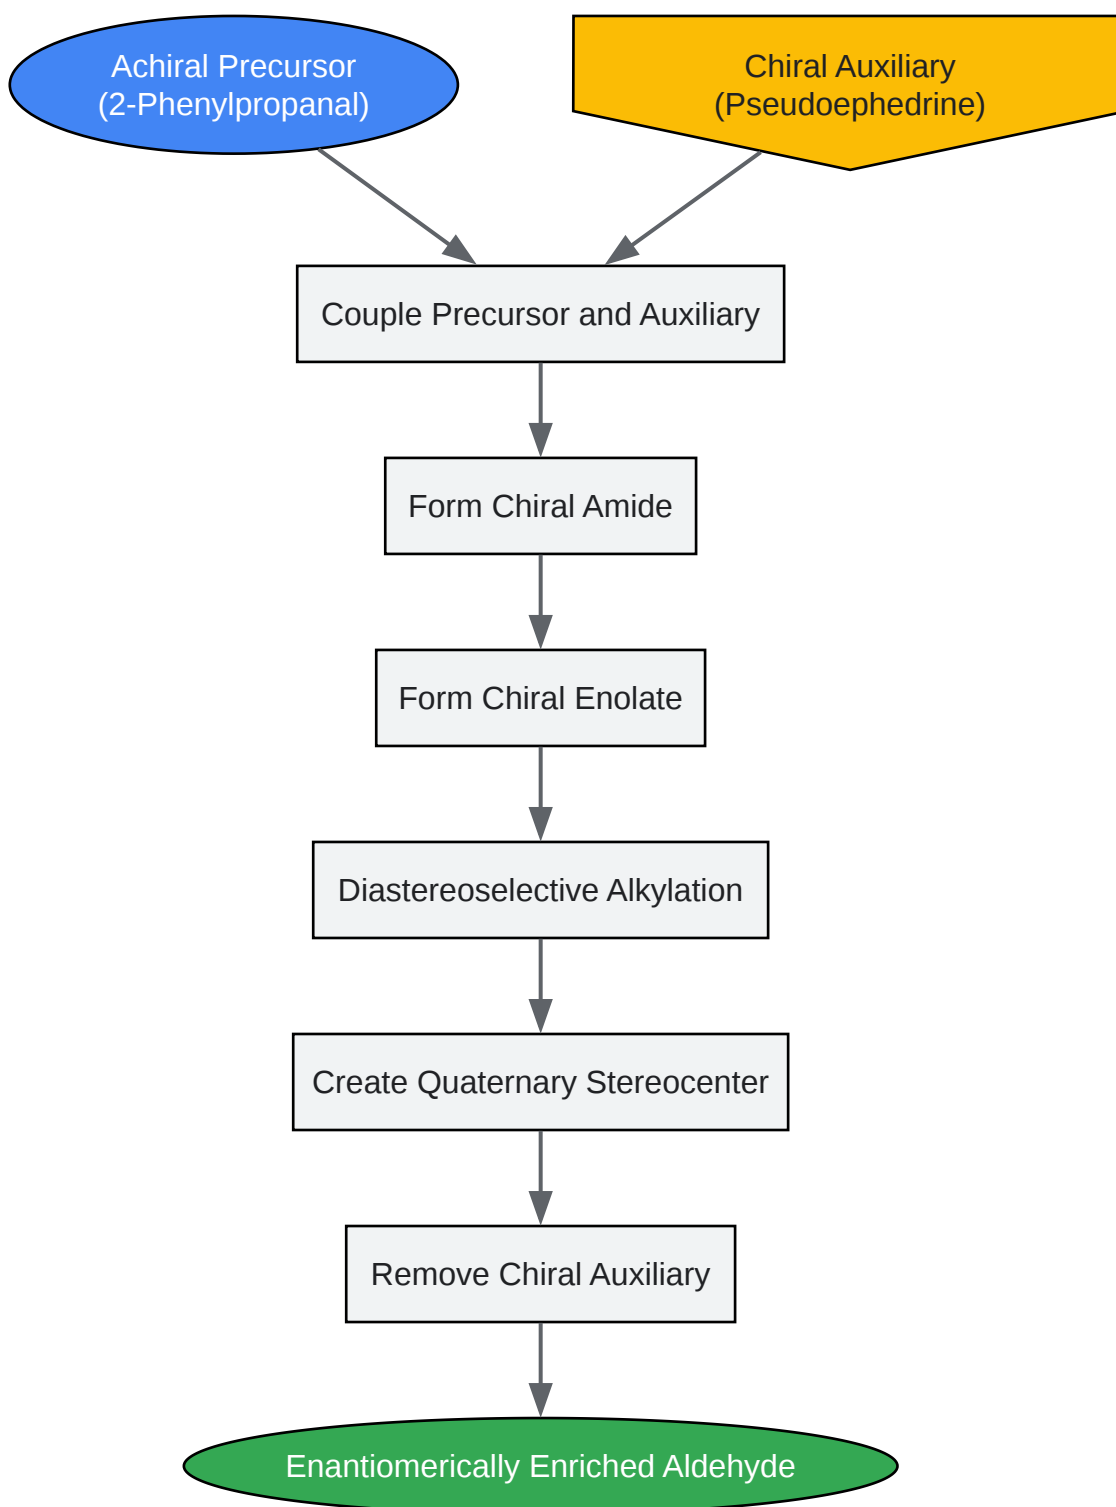 Achiral Precursor
(2-Phenylpropanal)
Chiral Auxiliary
(Pseudoephedrine)
Couple Precursor and Auxiliary
Form Chiral Amide
Form Chiral Enolate
Diastereoselective Alkylation
Create Quaternary Stereocenter
Remove Chiral Auxiliary
Enantiomerically Enriched Aldehyde